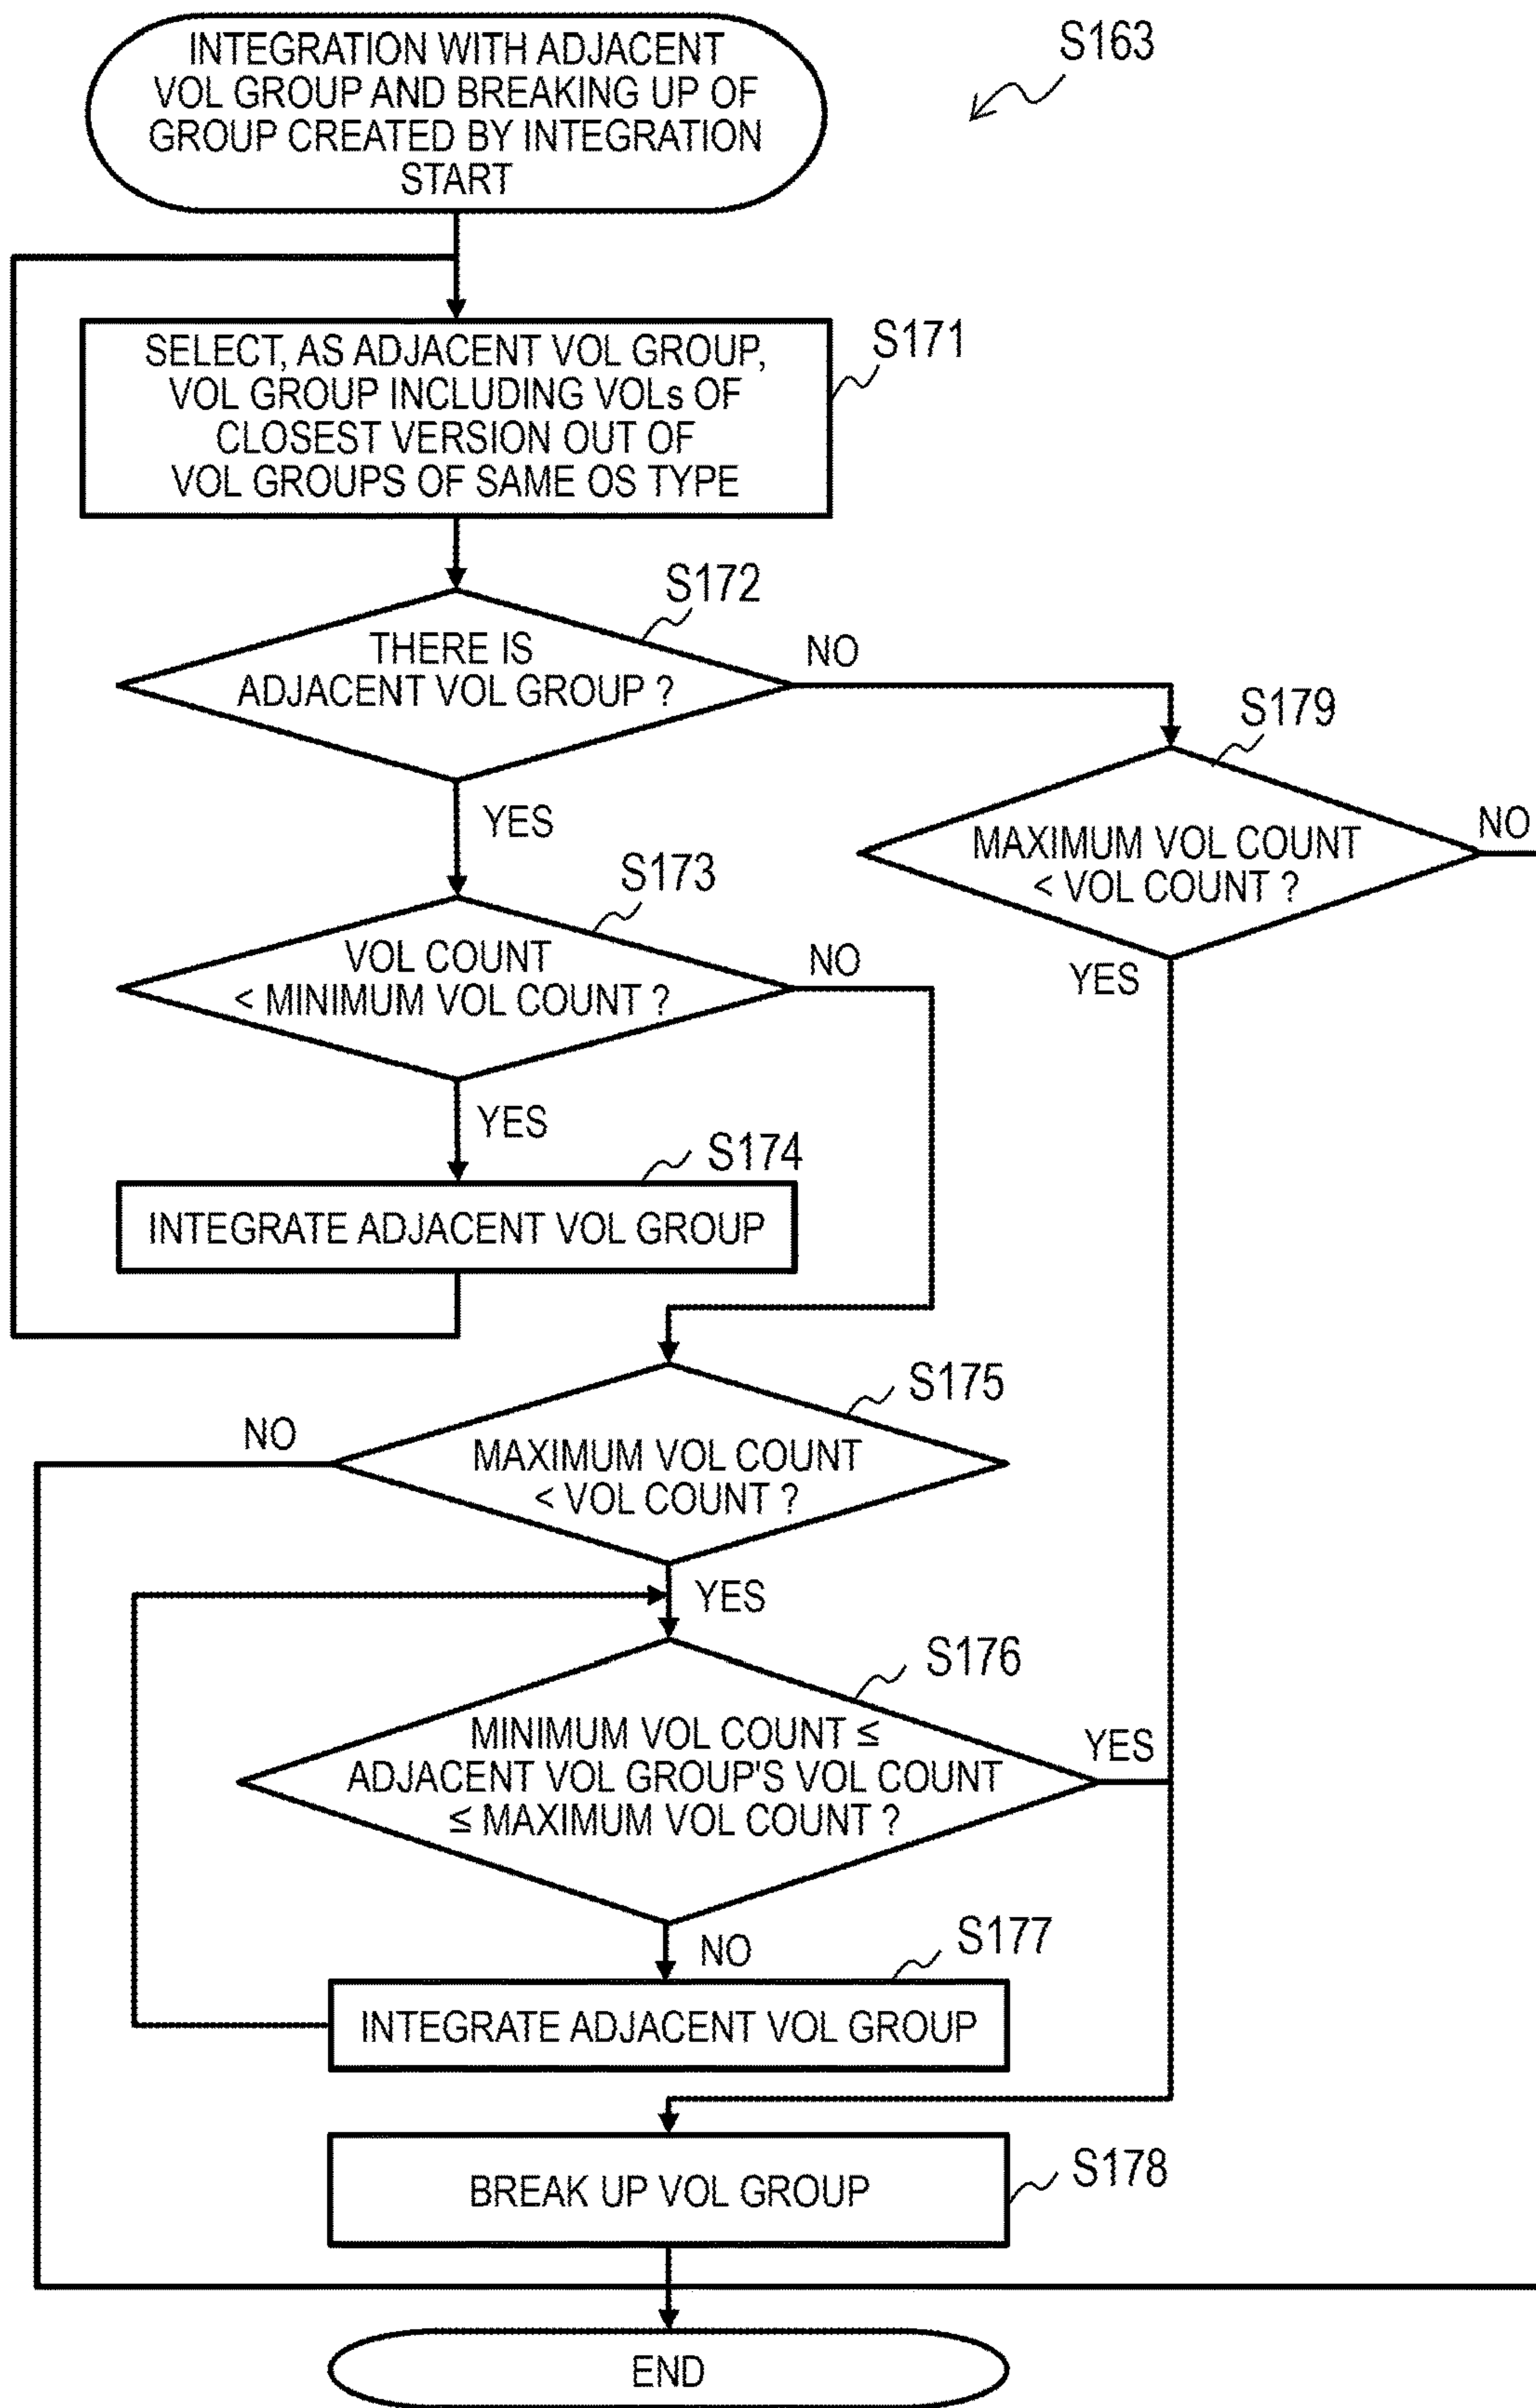 S163
INTEGRATION WITH ADJACENT
VOL GROUP AND BREAKING UP OF
GROUP CREATED BY INTEGRATION
START
SELECT, AS ADJACENT VOL GROUP,
VOL GROUP INCLUDING VOLs OF
CLOSEST VERSION OUT OF
VOL GROUPS OF SAME OS TYPE
S171
S172
THERE IS
ADJACENT VOL GROUP ?
NO
YES
S179
MAXIMUM VOL COUNT
< VOL COUNT ?
NO
YES
S173
VOL COUNT
< MINIMUM VOL COUNT ?
NO
YES
S174
INTEGRATE ADJACENT VOL GROUP
S175
MAXIMUM VOL COUNT
< VOL COUNT ?
NO
YES
S176
MINIMUM VOL COUNT ≤
ADJACENT VOL GROUP'S VOL COUNT
≤ MAXIMUM VOL COUNT ?
YES
NO
S177
INTEGRATE ADJACENT VOL GROUP
BREAK UP VOL GROUP
S178
END